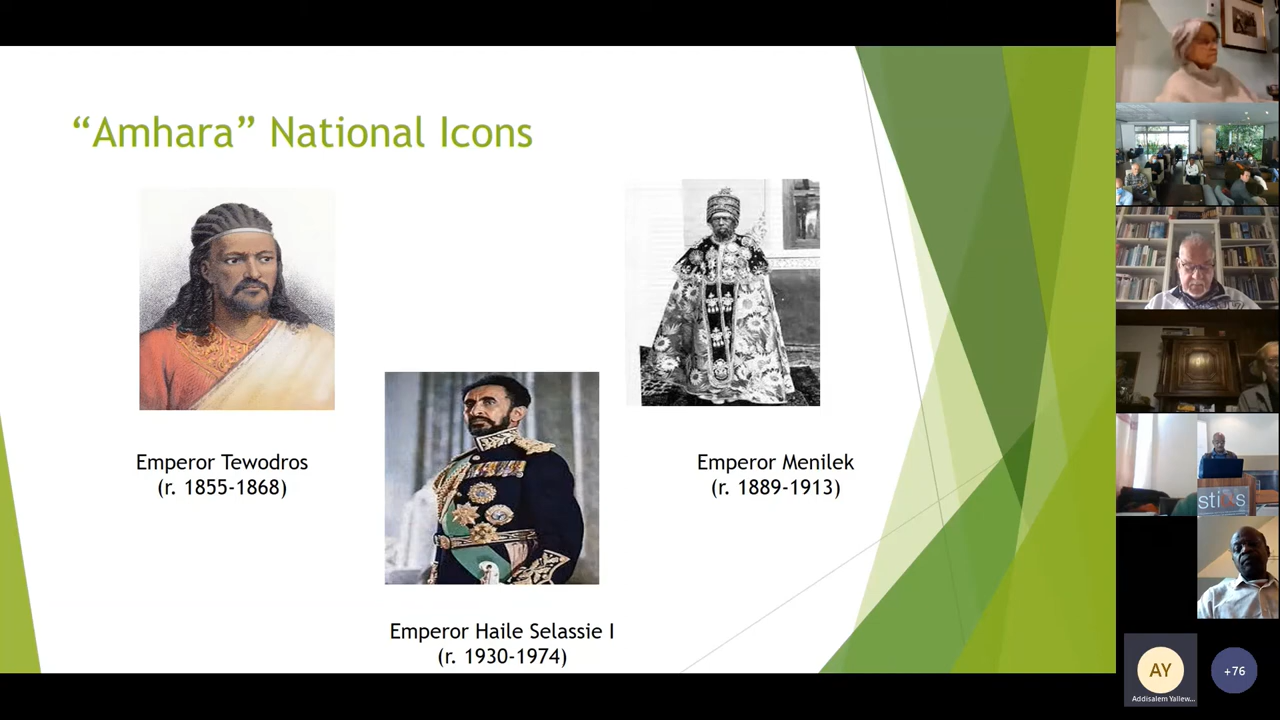 “Amhara” National Icons
Emperor Tewodros
(r. 1855-1868)
Emperor Menilek
(r. 1889-1913)
Emperor Haile Selassie I
(r. 1930-1974)
stias
AY
+76
Addisalem Yallew...